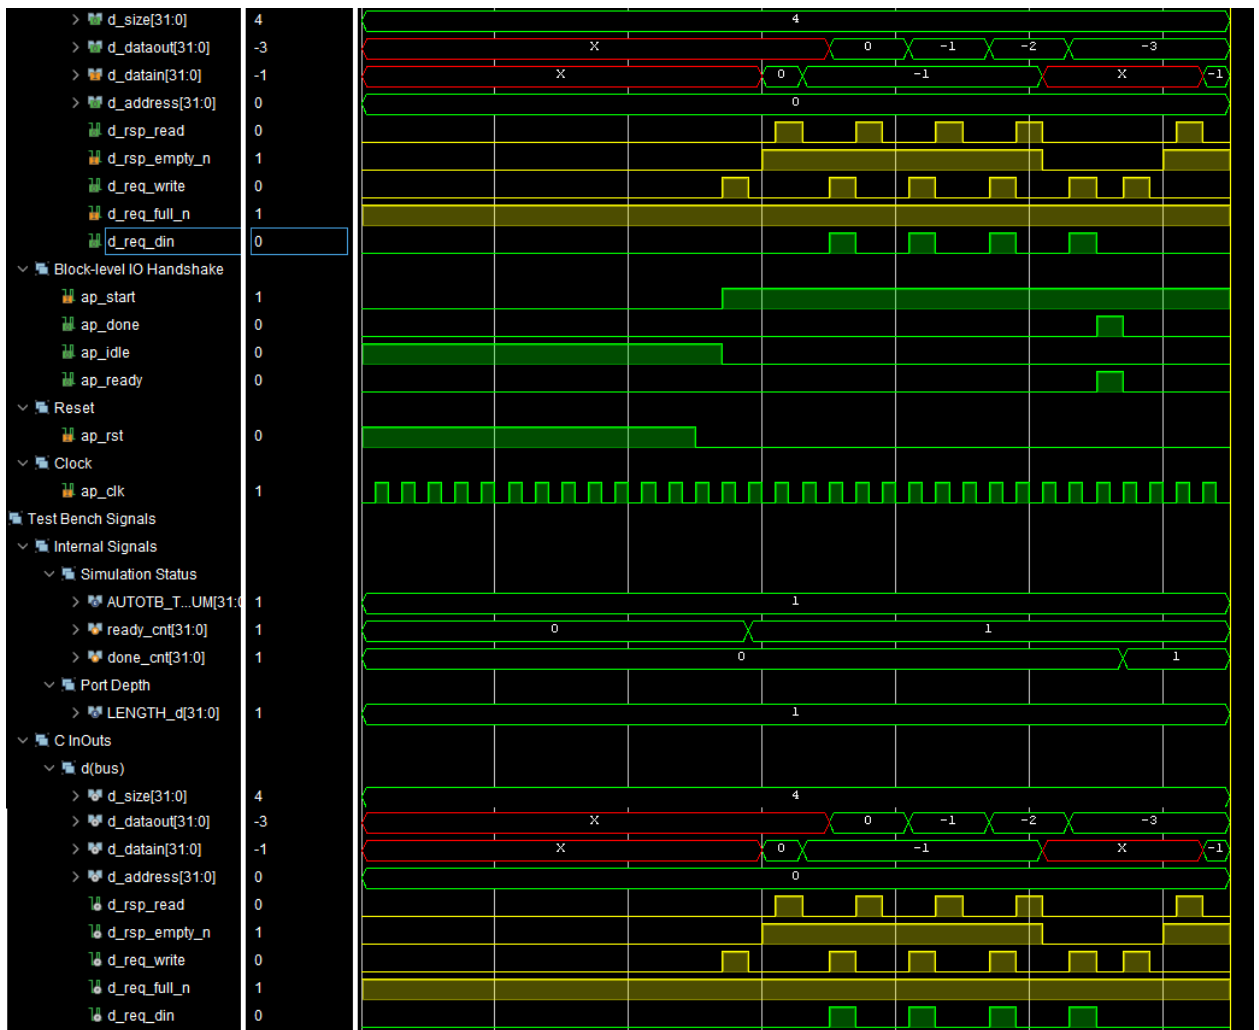 d_size[31:0] 4 4
d_dataout[31:0] -3 X 0 -1 -2 -3
d_datain[31:0] -1 X 0 -1 X -1
d_address[31:0] 0 0
d_rsp_read 0
d_rsp_empty_n 1
d_req_write 0
d_req_full_n 1
d_req_din 0
Block-level IO Handshake
ap_start 1
ap_done 0
ap_idle 0
ap_ready 0
Reset
ap_rst 0
Clock
ap_clk 1
Test Bench Signals
Internal Signals
Simulation Status
AUTOTB_T...UM[31:0 1 1
ready_cnt[31:0] 1 0 1
done_cnt[31:0] 1 0 1
Port Depth
LENGTH_d[31:0] 1 1
C InOuts
d(bus)
d_size[31:0] 4 4
d_dataout[31:0] -3 X 0 -1 -2 -3
d_datain[31:0] -1 X 0 -1 X -1
d_address[31:0] 0 0
d_rsp_read 0
d_rsp_empty_n 1
d_req_write 0
d_req_full_n 1
d_req_din 0